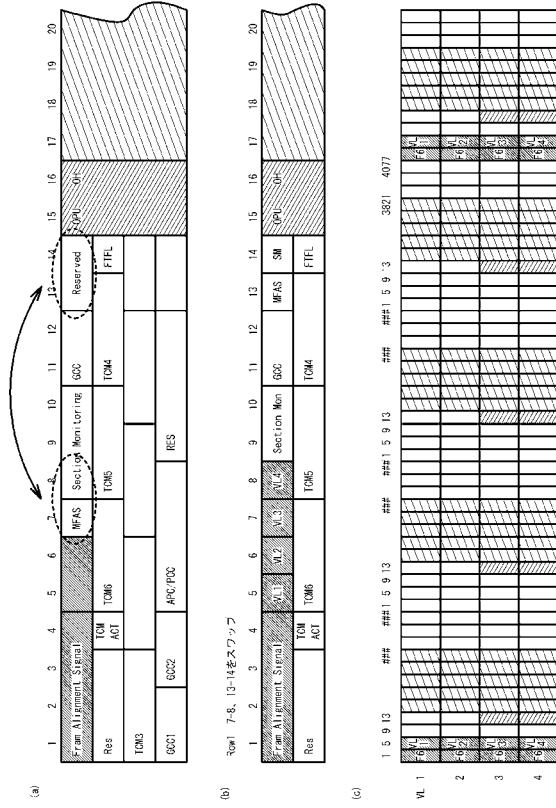 (a)
1 2 3 4 5 6 7 8 9 10 11 12 13 14 15 16 17 18 19 20
Fram Alignment Signal MFAS Section Monitoring GCC Reserved OPU OH
Res TCM ACT TCM6 TCM5 TCM4 FTFL
TCM3
GCC1 GCC2 APC/PCC RES
(b)
Row1 7-8、13-14をスワップ
1 2 3 4 5 6 7 8 9 10 11 12 13 14 15 16 17 18 19 20
Fram Alignment Signal VL1 VL2 VL3 VL4 Section Mon GCC MFAS SM OPU OH
Res TCM ACT TCM6 TCM5 TCM4 FTFL
(c)
1 5 9 13 ### ###1 5 9 13 ### ###1 5 9 13 ### ###1 5 9 13 3821 4077
VL 1
2
3
4